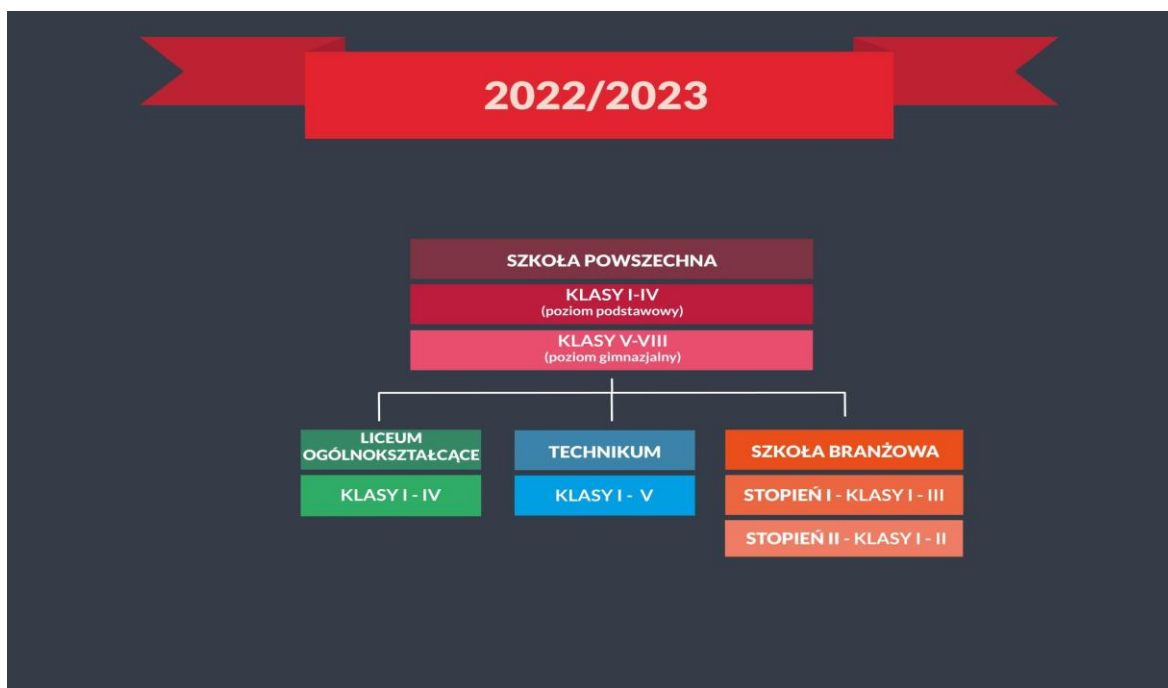 2022/2023
SZKOŁA POWSZECHNA
KLASY I-IV
(poziom podstawowy)
KLASY V-VIII
(poziom gimnazjalny)
LICEUM
OGÓLNOKSZTAŁCĄCE
KLASY I - IV
TECHNIKUM
KLASY I - V
SZKOŁA BRANŻOWA
STOPIEŃ I - KLASY I - III
STOPIEŃ II - KLASY I - II